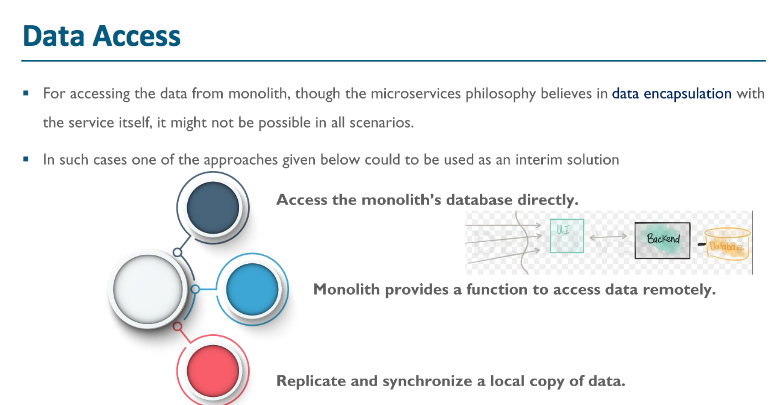 Data Access
For accessing the data from monolith, though the microservices philosophy believes in data encapsulation with
the service itself, it might not be possible in all scenarios.
In such cases one of the approaches given below could to be used as an interim solution
Access the monolith's database directly.
UI
Backend
Database
Monolith provides a function to access data remotely.
Replicate and synchronize a local copy of data.